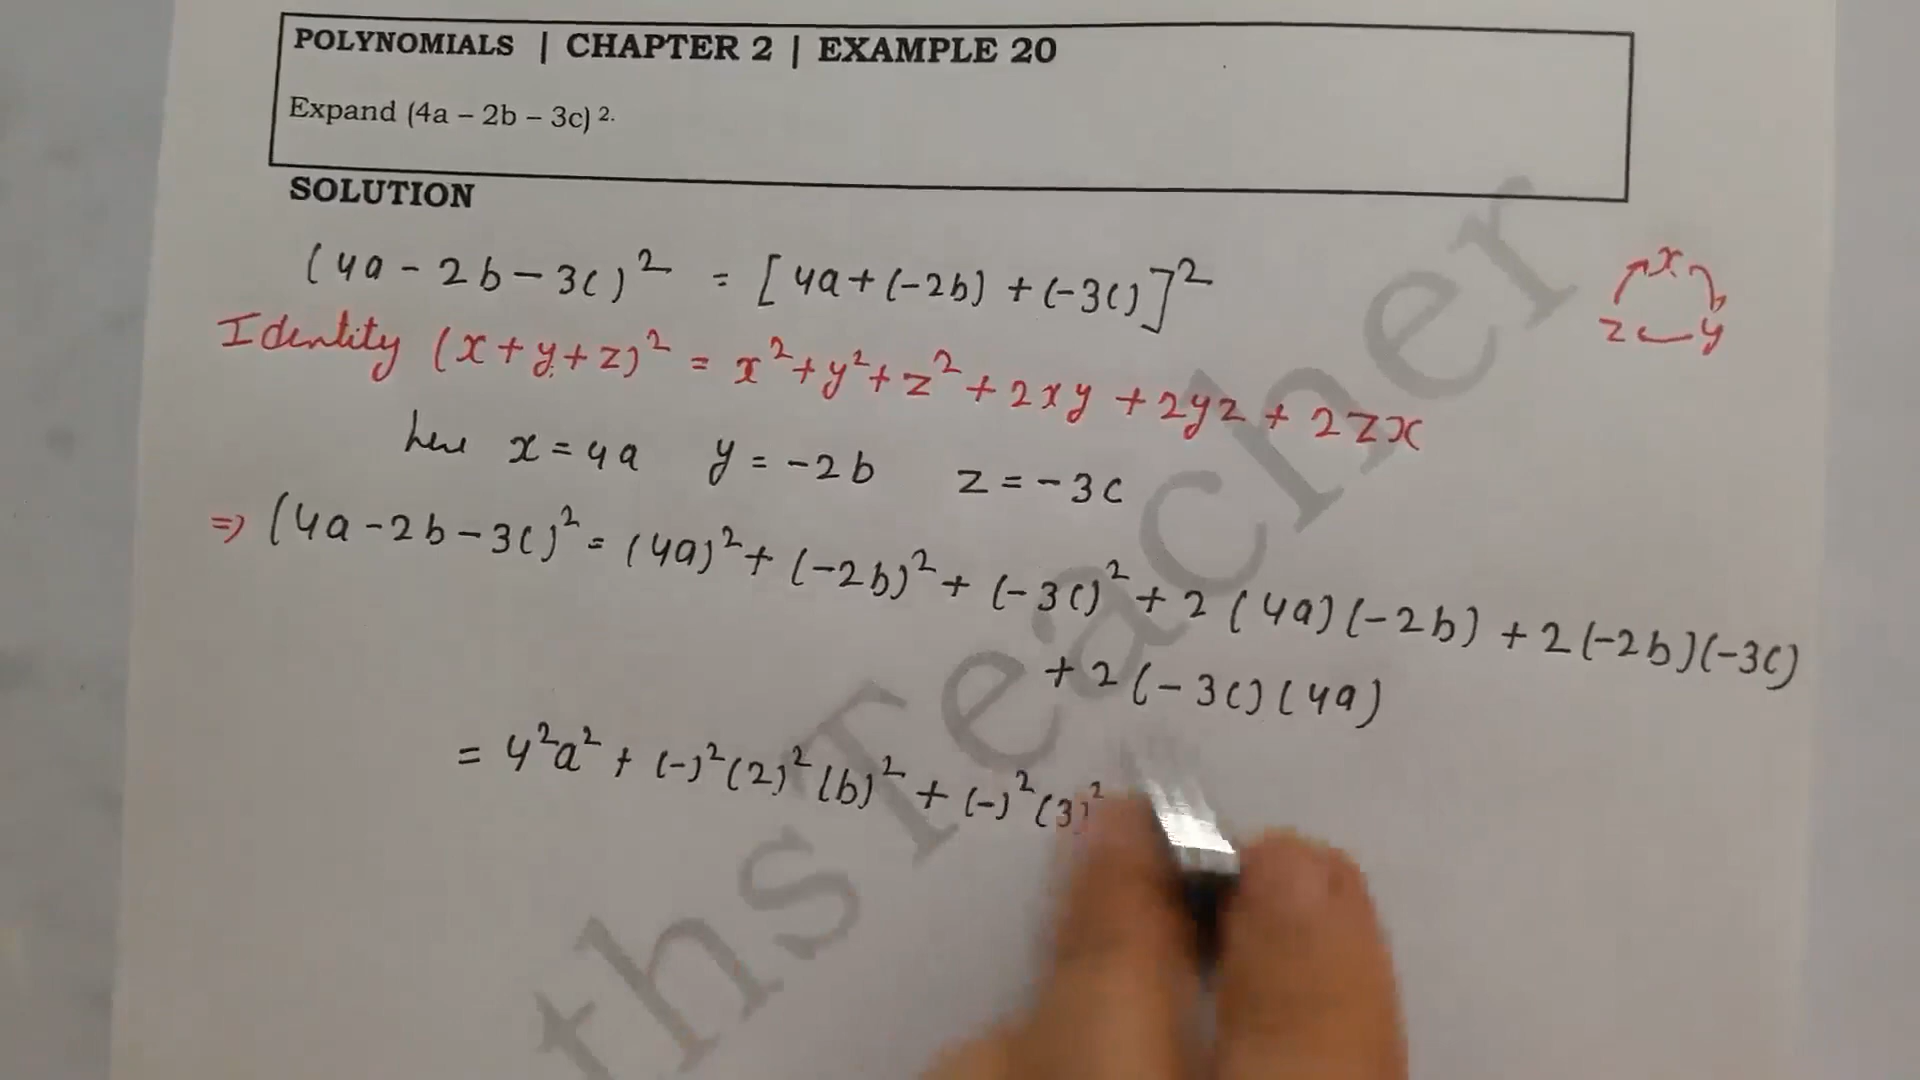 POLYNOMIALS | CHAPTER 2 | EXAMPLE 20
Expand (4a – 2b – 3c) ².
SOLUTION
(4a - 2b - 3c)² = [4a + (-2b) + (-3c)]²
x
z y
Identity (x + y + z)² = x² + y² + z² + 2xy + 2yz + 2zx
here x = 4a y = -2b z = -3c
⇒ (4a - 2b - 3c)² = (4a)² + (-2b)² + (-3c)² + 2(4a)(-2b) + 2(-2b)(-3c)
+ 2(-3c)(4a)
= 4²a² + (-)²(2)²(b)² + (-)²(3)²
thsTeacher